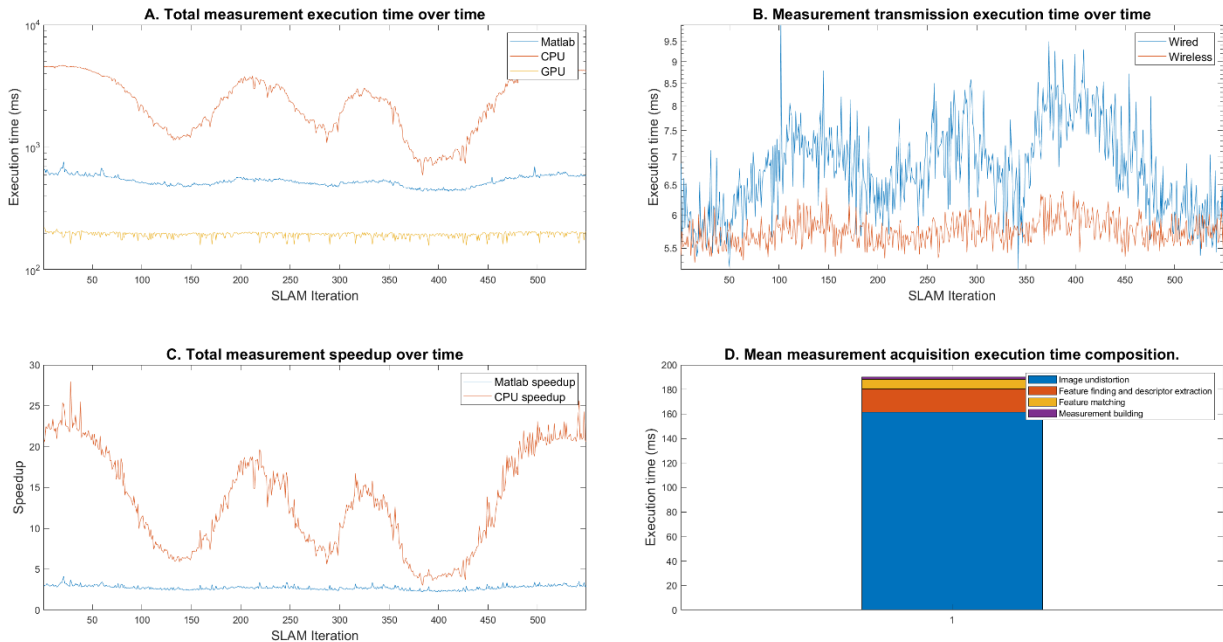 A. Total measurement execution time over time
10^4
10^3
10^2
Execution time (ms)
Matlab
CPU
GPU
50 100 150 200 250 300 350 400 450 500
SLAM Iteration
B. Measurement transmission execution time over time
9.5
9
8.5
8
7.5
7
6.5
6
5.5
Execution time (ms)
Wired
Wireless
50 100 150 200 250 300 350 400 450 500
SLAM Iteration
C. Total measurement speedup over time
30
25
20
15
10
5
0
Speedup
Matlab speedup
CPU speedup
50 100 150 200 250 300 350 400 450 500
SLAM Iteration
D. Mean measurement acquisition execution time composition.
200
180
160
140
120
100
80
60
40
20
0
Execution time (ms)
Image undistortion
Feature finding and descriptor extraction
Feature matching
Measurement building
1